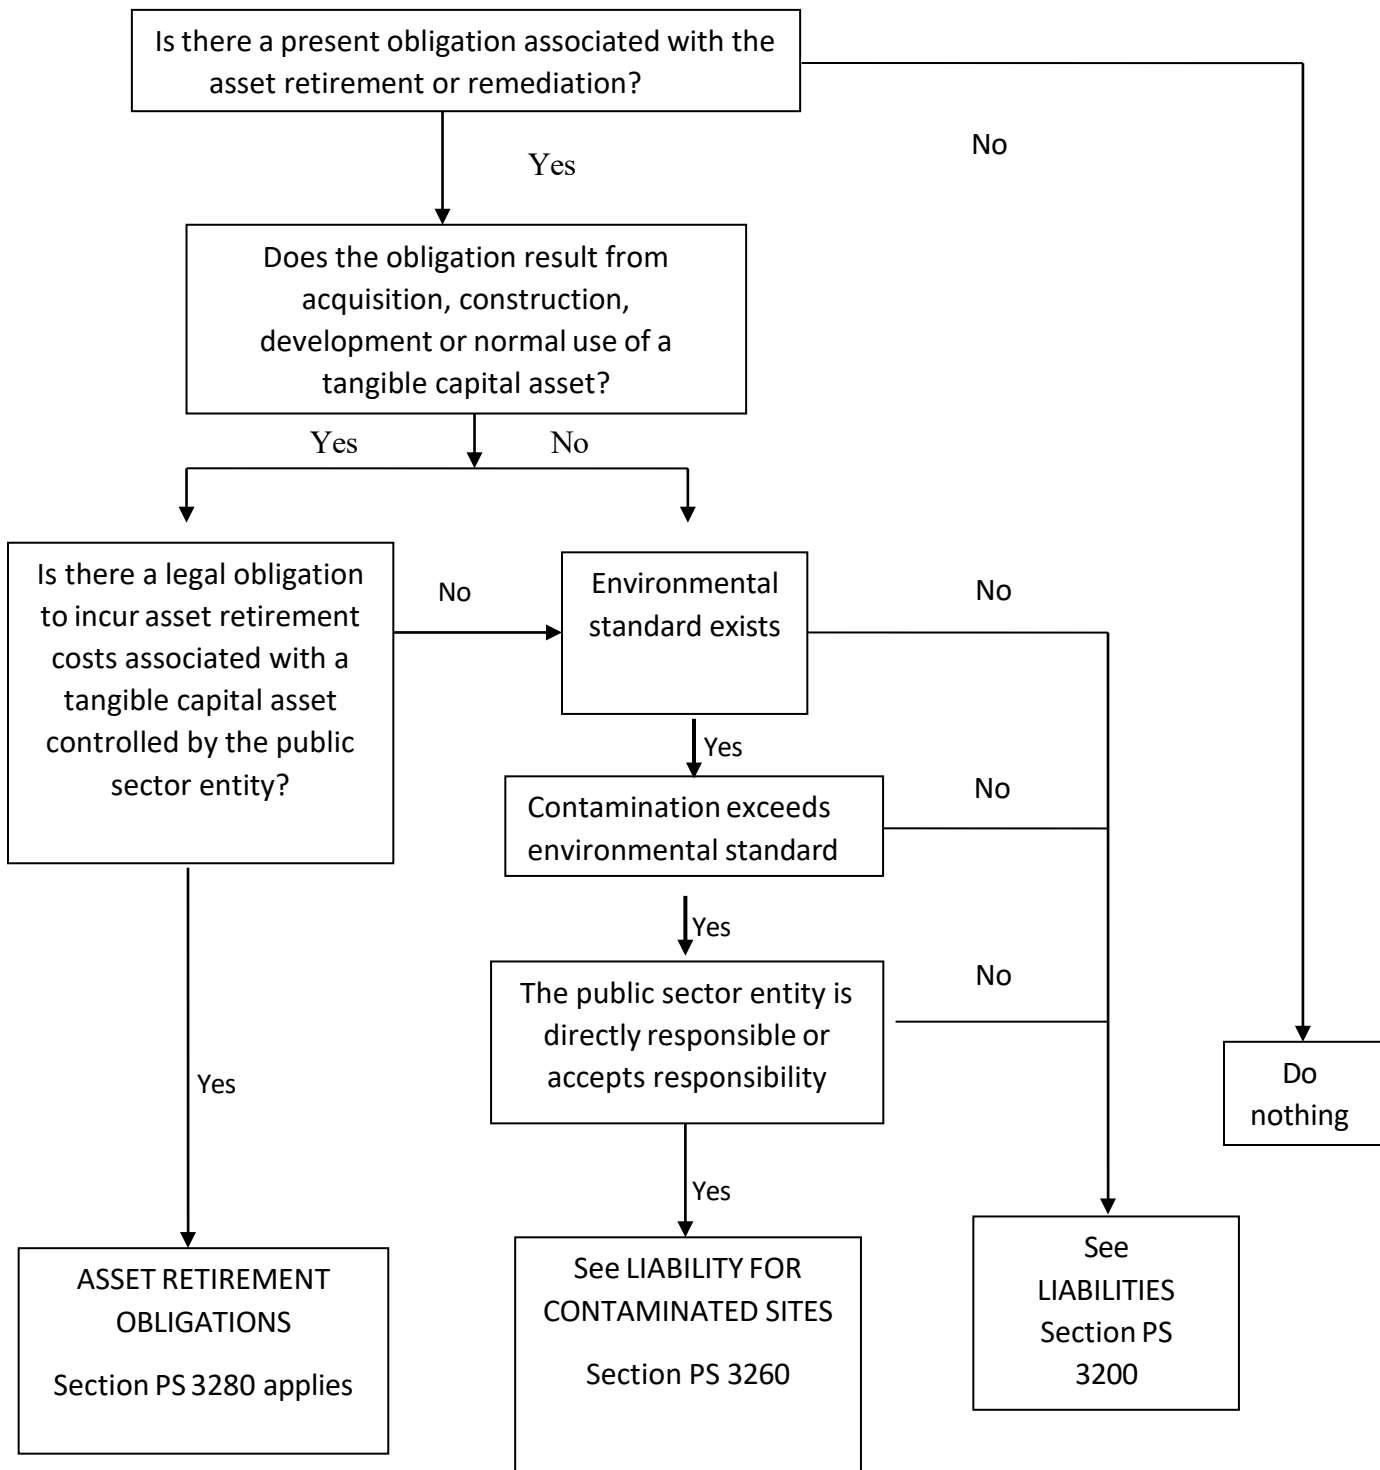 Is there a present obligation associated with the
asset retirement or remediation?
No
Yes
Does the obligation result from
acquisition, construction,
development or normal use of a
tangible capital asset?
Yes
No
Is there a legal obligation
to incur asset retirement
costs associated with a
tangible capital asset
controlled by the public
sector entity?
No
Environmental
standard exists
No
Yes
Contamination exceeds
environmental standard
No
Yes
The public sector entity is
directly responsible or
accepts responsibility
No
Do
nothing
Yes
Yes
ASSET RETIREMENT
OBLIGATIONS
Section PS 3280 applies
See LIABILITY FOR
CONTAMINATED SITES
Section PS 3260
See
LIABILITIES
Section PS
3200